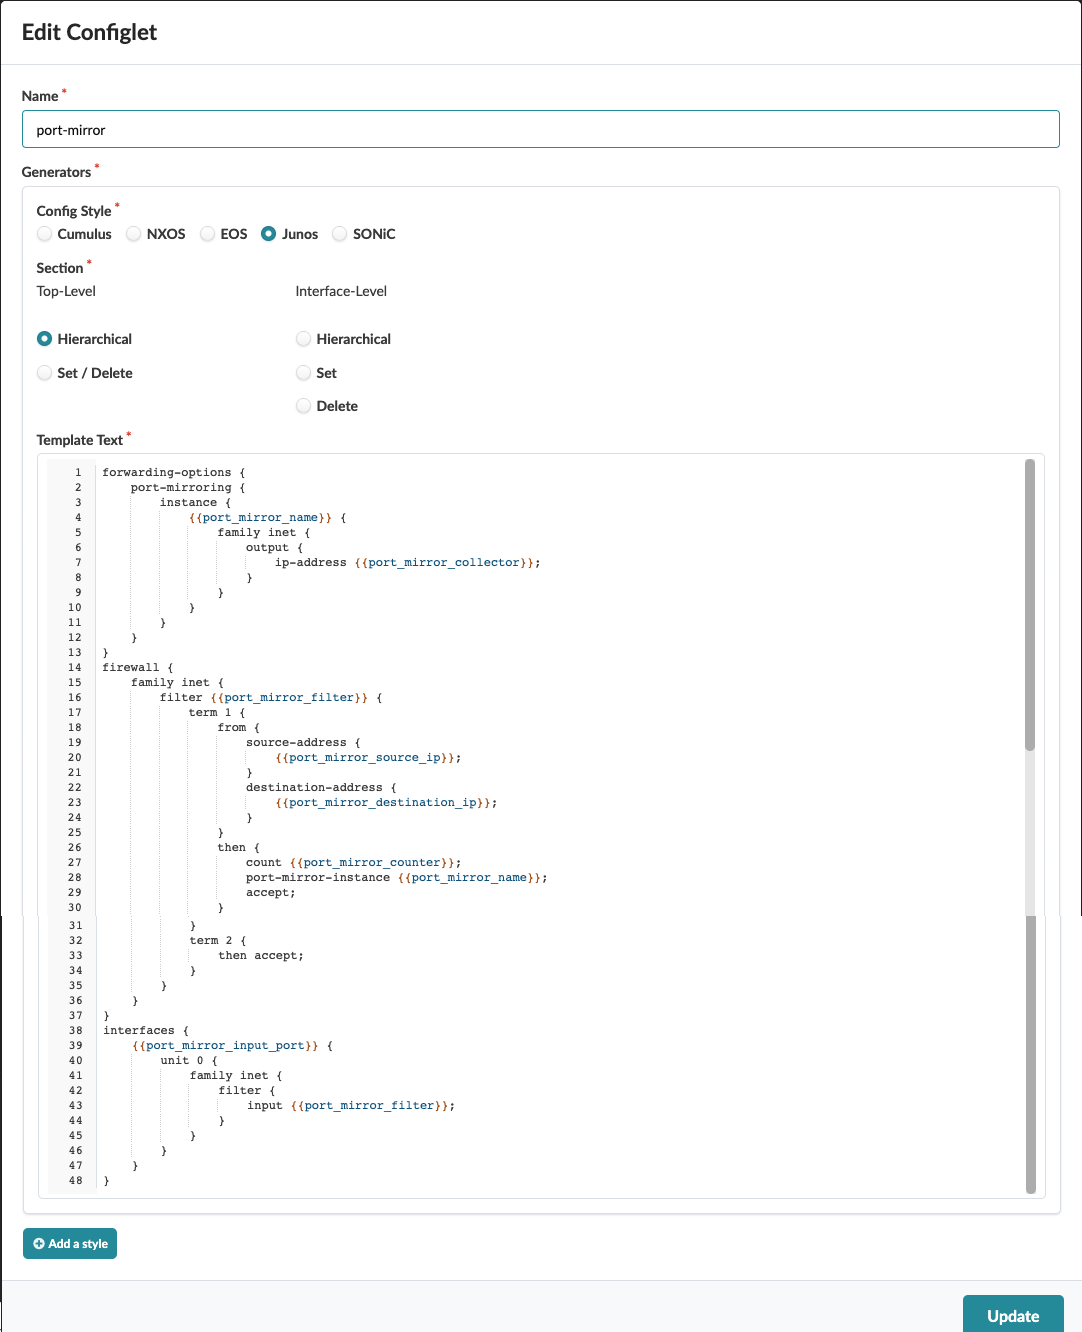 Edit Configlet
Name *
port-mirror
Generators *
Config Style *
Cumulus NXOS EOS Junos SONiC
Section *
Top-Level Interface-Level
Hierarchical Hierarchical
Set / Delete Set
Delete
Template Text *
1 forwarding-options {
2 port-mirroring {
3 instance {
4 {{port_mirror_name}} {
5 family inet {
6 output {
7 ip-address {{port_mirror_collector}};
8 }
9 }
10 }
11 }
12 }
13 }
14 firewall {
15 family inet {
16 filter {{port_mirror_filter}} {
17 term 1 {
18 from {
19 source-address {
20 {{port_mirror_source_ip}};
21 }
22 destination-address {
23 {{port_mirror_destination_ip}};
24 }
25 }
26 then {
27 count {{port_mirror_counter}};
28 port-mirror-instance {{port_mirror_name}};
29 accept;
30 }
31 }
32 term 2 {
33 then accept;
34 }
35 }
36 }
37 }
38 interfaces {
39 {{port_mirror_input_port}} {
40 unit 0 {
41 family inet {
42 filter {
43 input {{port_mirror_filter}};
44 }
45 }
46 }
47 }
48 }
Add a style
Update